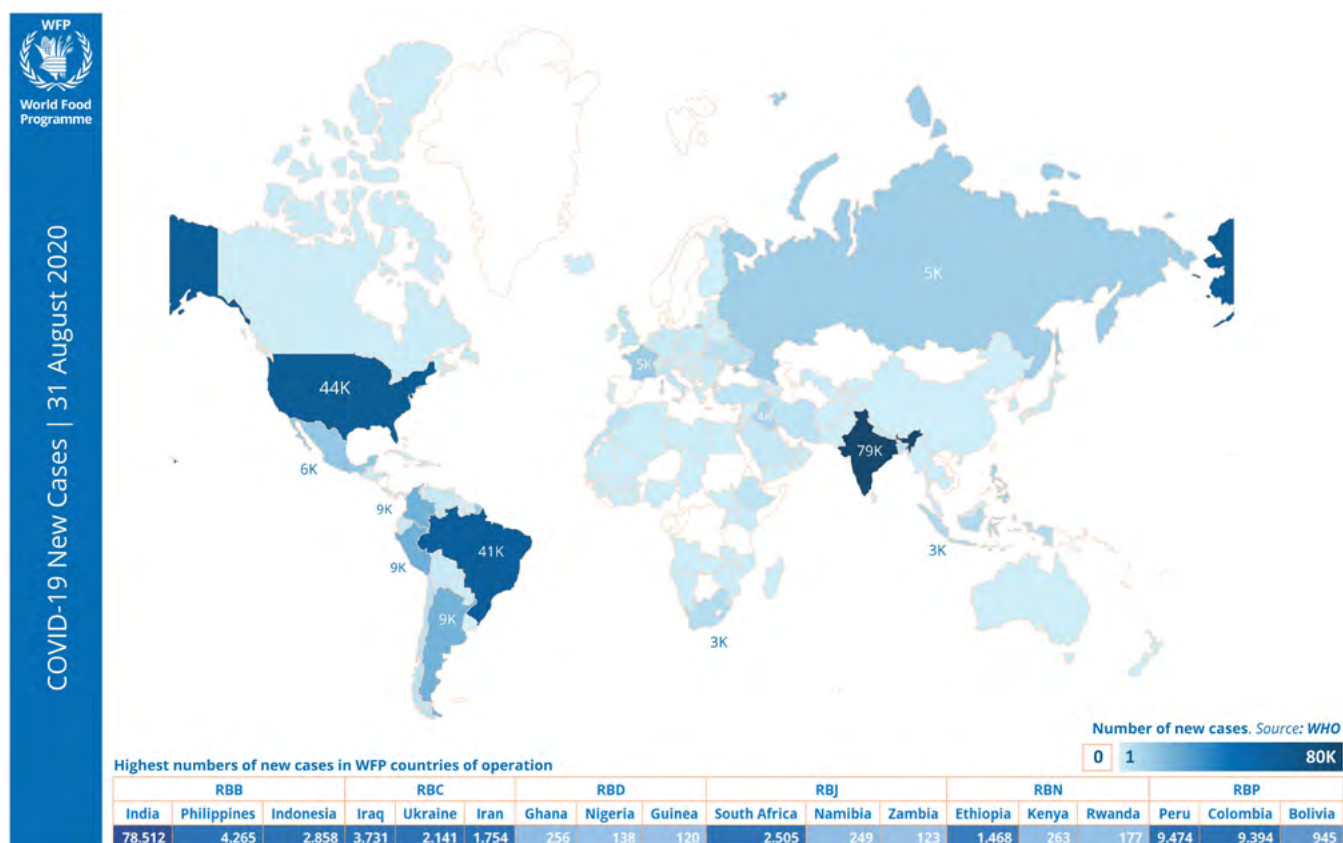 WFP
World Food
Programme
COVID-19 New Cases | 31 August 2020
5K
5K
44K
4K
79K
6K
9K
41K
3K
9K
9K
3K
Number of new cases. Source: WHO
0 1 80K
Highest numbers of new cases in WFP countries of operation
RBB RBC RBD RBJ RBN RBP
India Philippines Indonesia Iraq Ukraine Iran Ghana Nigeria Guinea South Africa Namibia Zambia Ethiopia Kenya Rwanda Peru Colombia Bolivia
78.512 4.265 2.858 3.731 2.141 1.754 256 138 120 2.505 249 123 1.468 263 177 9.474 9.394 945